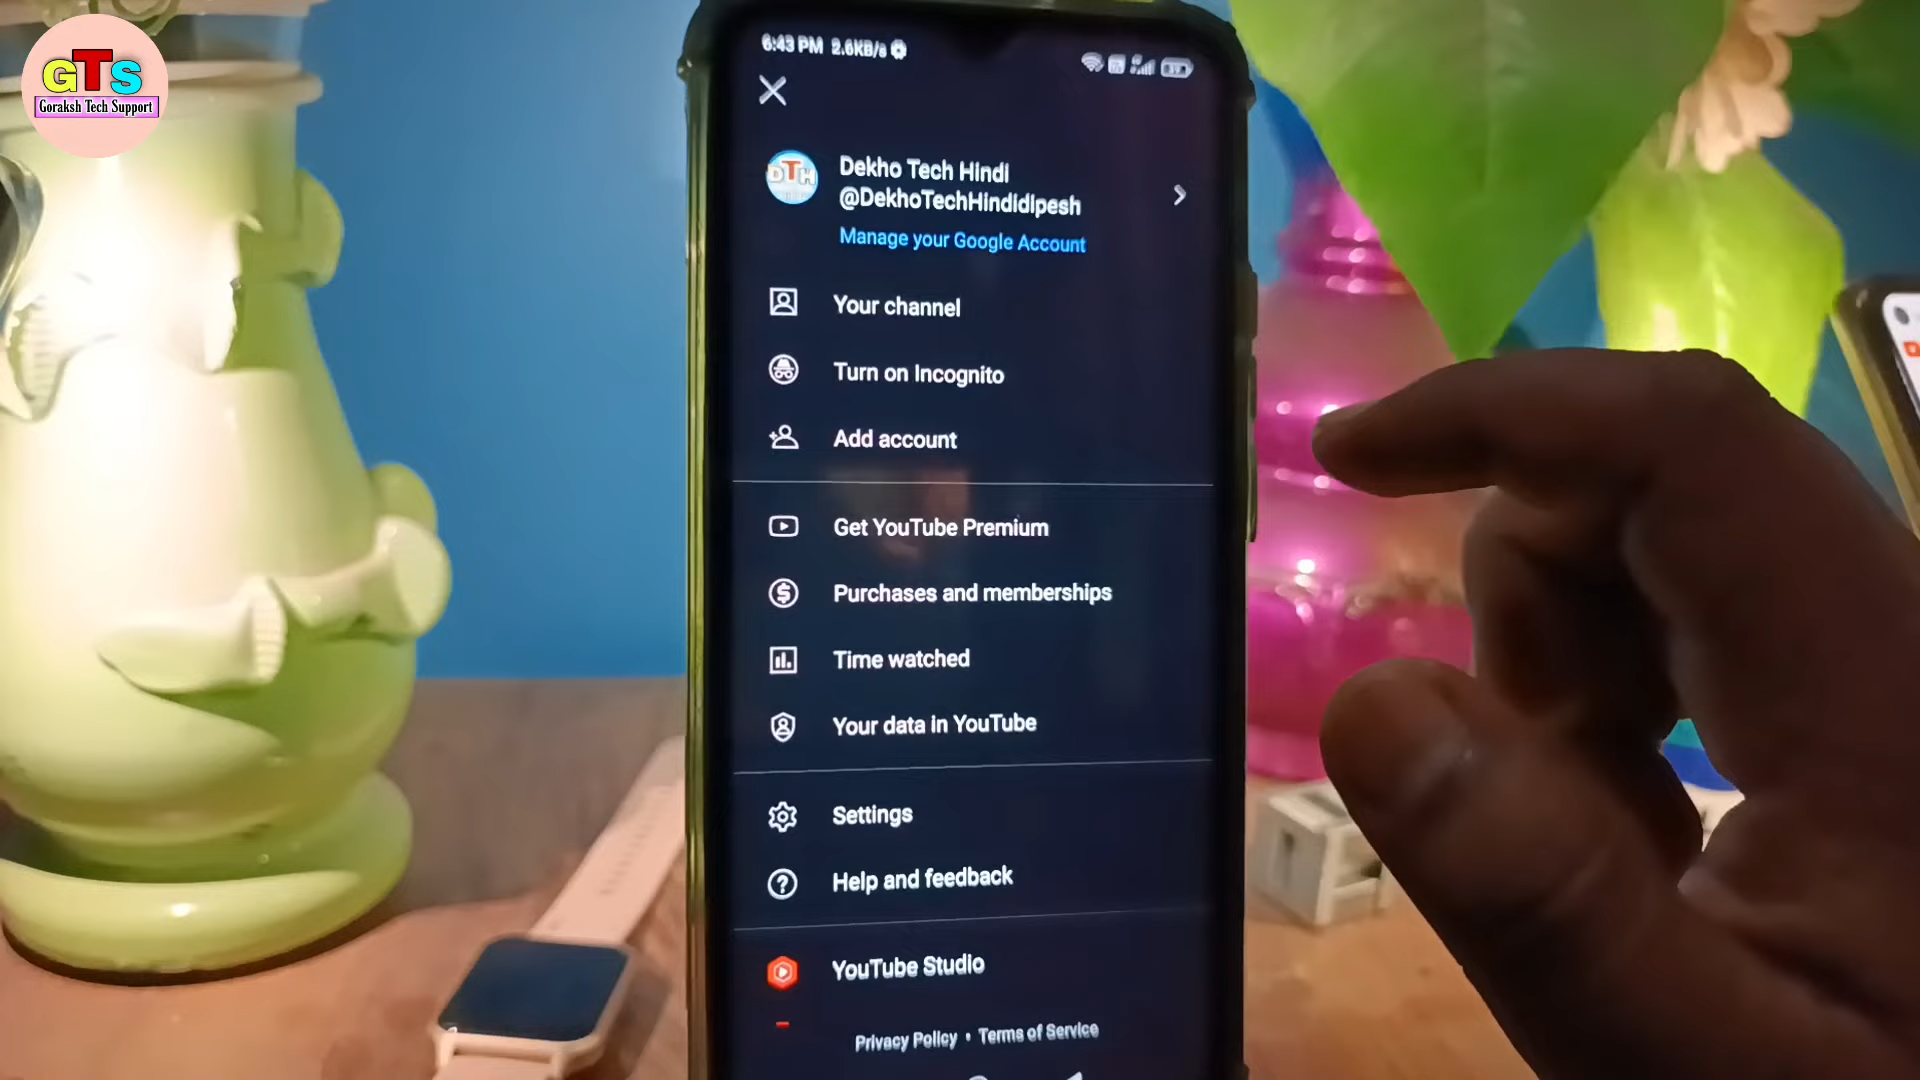 GTS
Goraksh Tech Support
6:43 PM 2.6KB/s
Dekho Tech Hindi
DTH
@DekhoTechHindidipesh
Manage your Google Account
Your channel
Turn on Incognito
Add account
Get YouTube Premium
Purchases and memberships
Time watched
Your data in YouTube
Settings
Help and feedback
YouTube Studio
Privacy Policy • Terms of Service